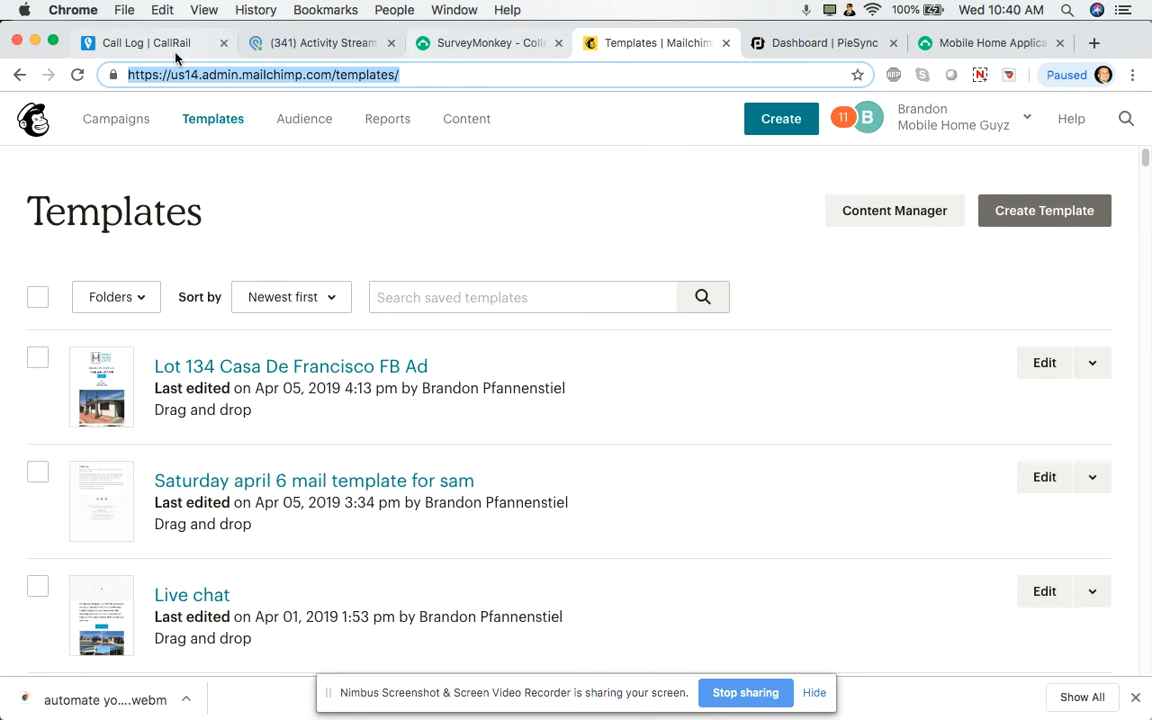 Chrome File Edit View History Bookmarks People Window Help 100% Wed 10:40 AM
Call Log | CallRail (341) Activity Stream SurveyMonkey - Colle Templates | Mailchimp Dashboard | PieSync Mobile Home Applica
https://us14.admin.mailchimp.com/templates/ ABP N Paused
Campaigns Templates Audience Reports Content Create 11 B Brandon
Mobile Home Guyz Help
Templates Content Manager Create Template
Folders Sort by Newest first Search saved templates
Lot 134 Casa De Francisco FB Ad
Last edited on Apr 05, 2019 4:13 pm by Brandon Pfannenstiel
Drag and drop
Edit
Saturday april 6 mail template for sam
Last edited on Apr 05, 2019 3:34 pm by Brandon Pfannenstiel
Drag and drop
Edit
Live chat
Last edited on Apr 01, 2019 1:53 pm by Brandon Pfannenstiel
Drag and drop
Edit
automate yo....webm Nimbus Screenshot & Screen Video Recorder is sharing your screen. Stop sharing Hide Show All